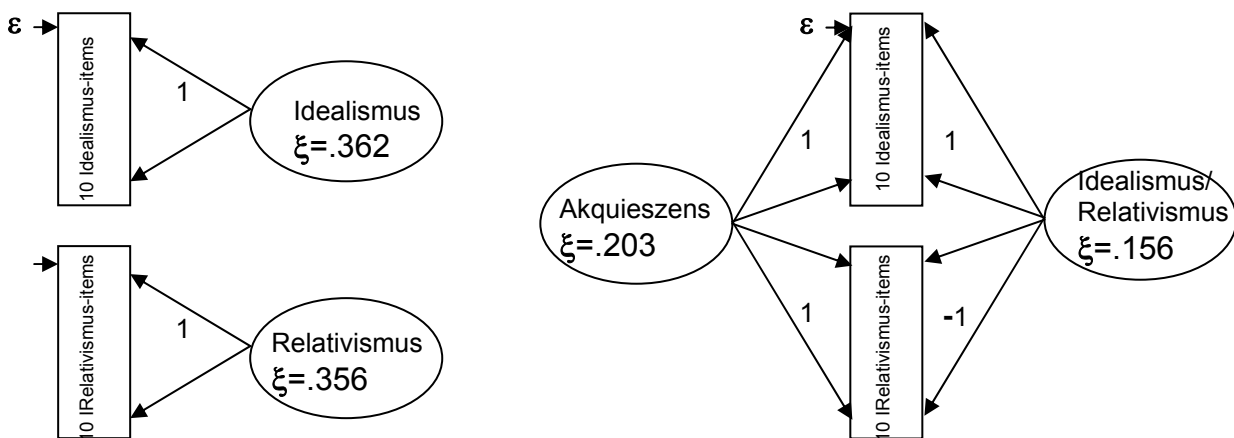 ε
10 Idealismus-items
1
Idealismus
ξ=.362
10 IRelativismus-items
1
Relativismus
ξ=.356
ε
10 Idealismus-items
1
1
Akquieszens
ξ=.203
Idealismus/
Relativismus
ξ=.156
10 IRelativismus-items
1
-1